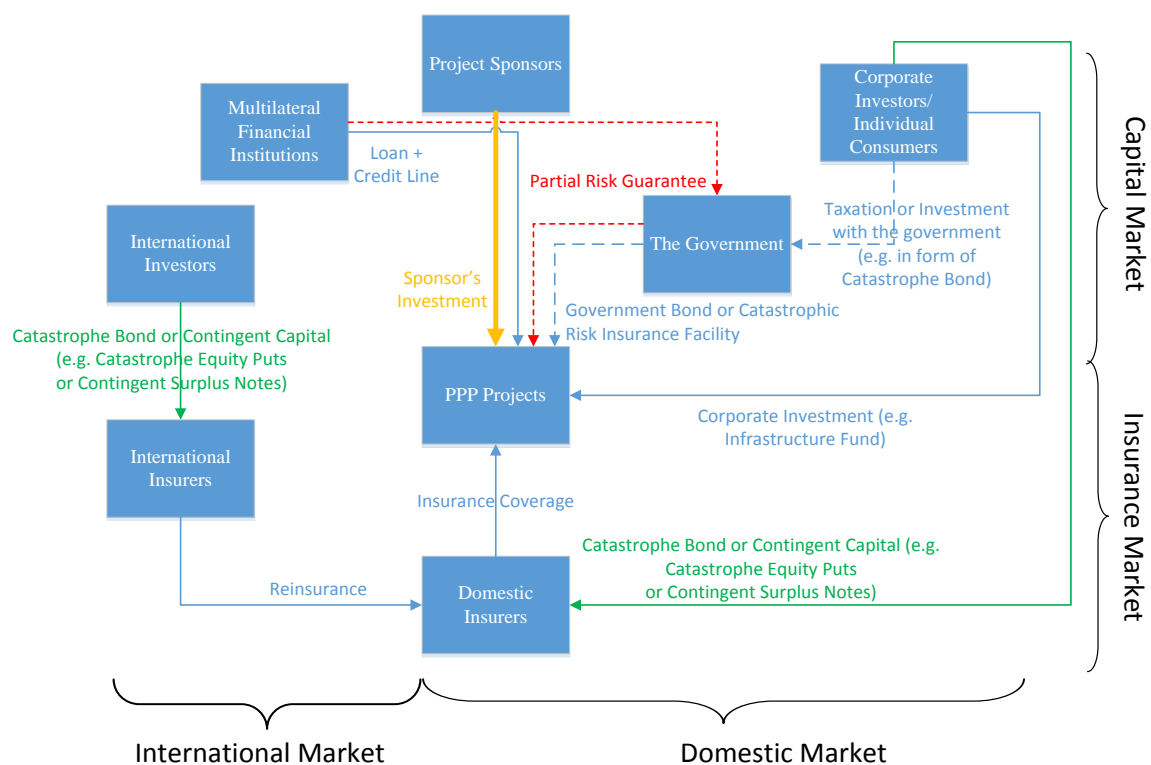 Project Sponsors
Multilateral
Financial
Institutions
Corporate
Investors/
Individual
Consumers
Loan +
Credit Line
Partial Risk Guarantee
International
Investors
The Government
Taxation or Investment
with the government
(e.g. in form of
Catastrophe Bond)
Sponsor's
Investment
Government Bond or Catastrophic
Risk Insurance Facility
Catastrophe Bond or Contingent Capital
(e.g. Catastrophe Equity Puts
or Contingent Surplus Notes)
PPP Projects
Corporate Investment (e.g.
Infrastructure Fund)
International
Insurers
Insurance Coverage
Catastrophe Bond or Contingent Capital (e.g.
Catastrophe Equity Puts
or Contingent Surplus Notes)
Reinsurance
Domestic
Insurers
Capital Market
Insurance Market
International Market
Domestic Market